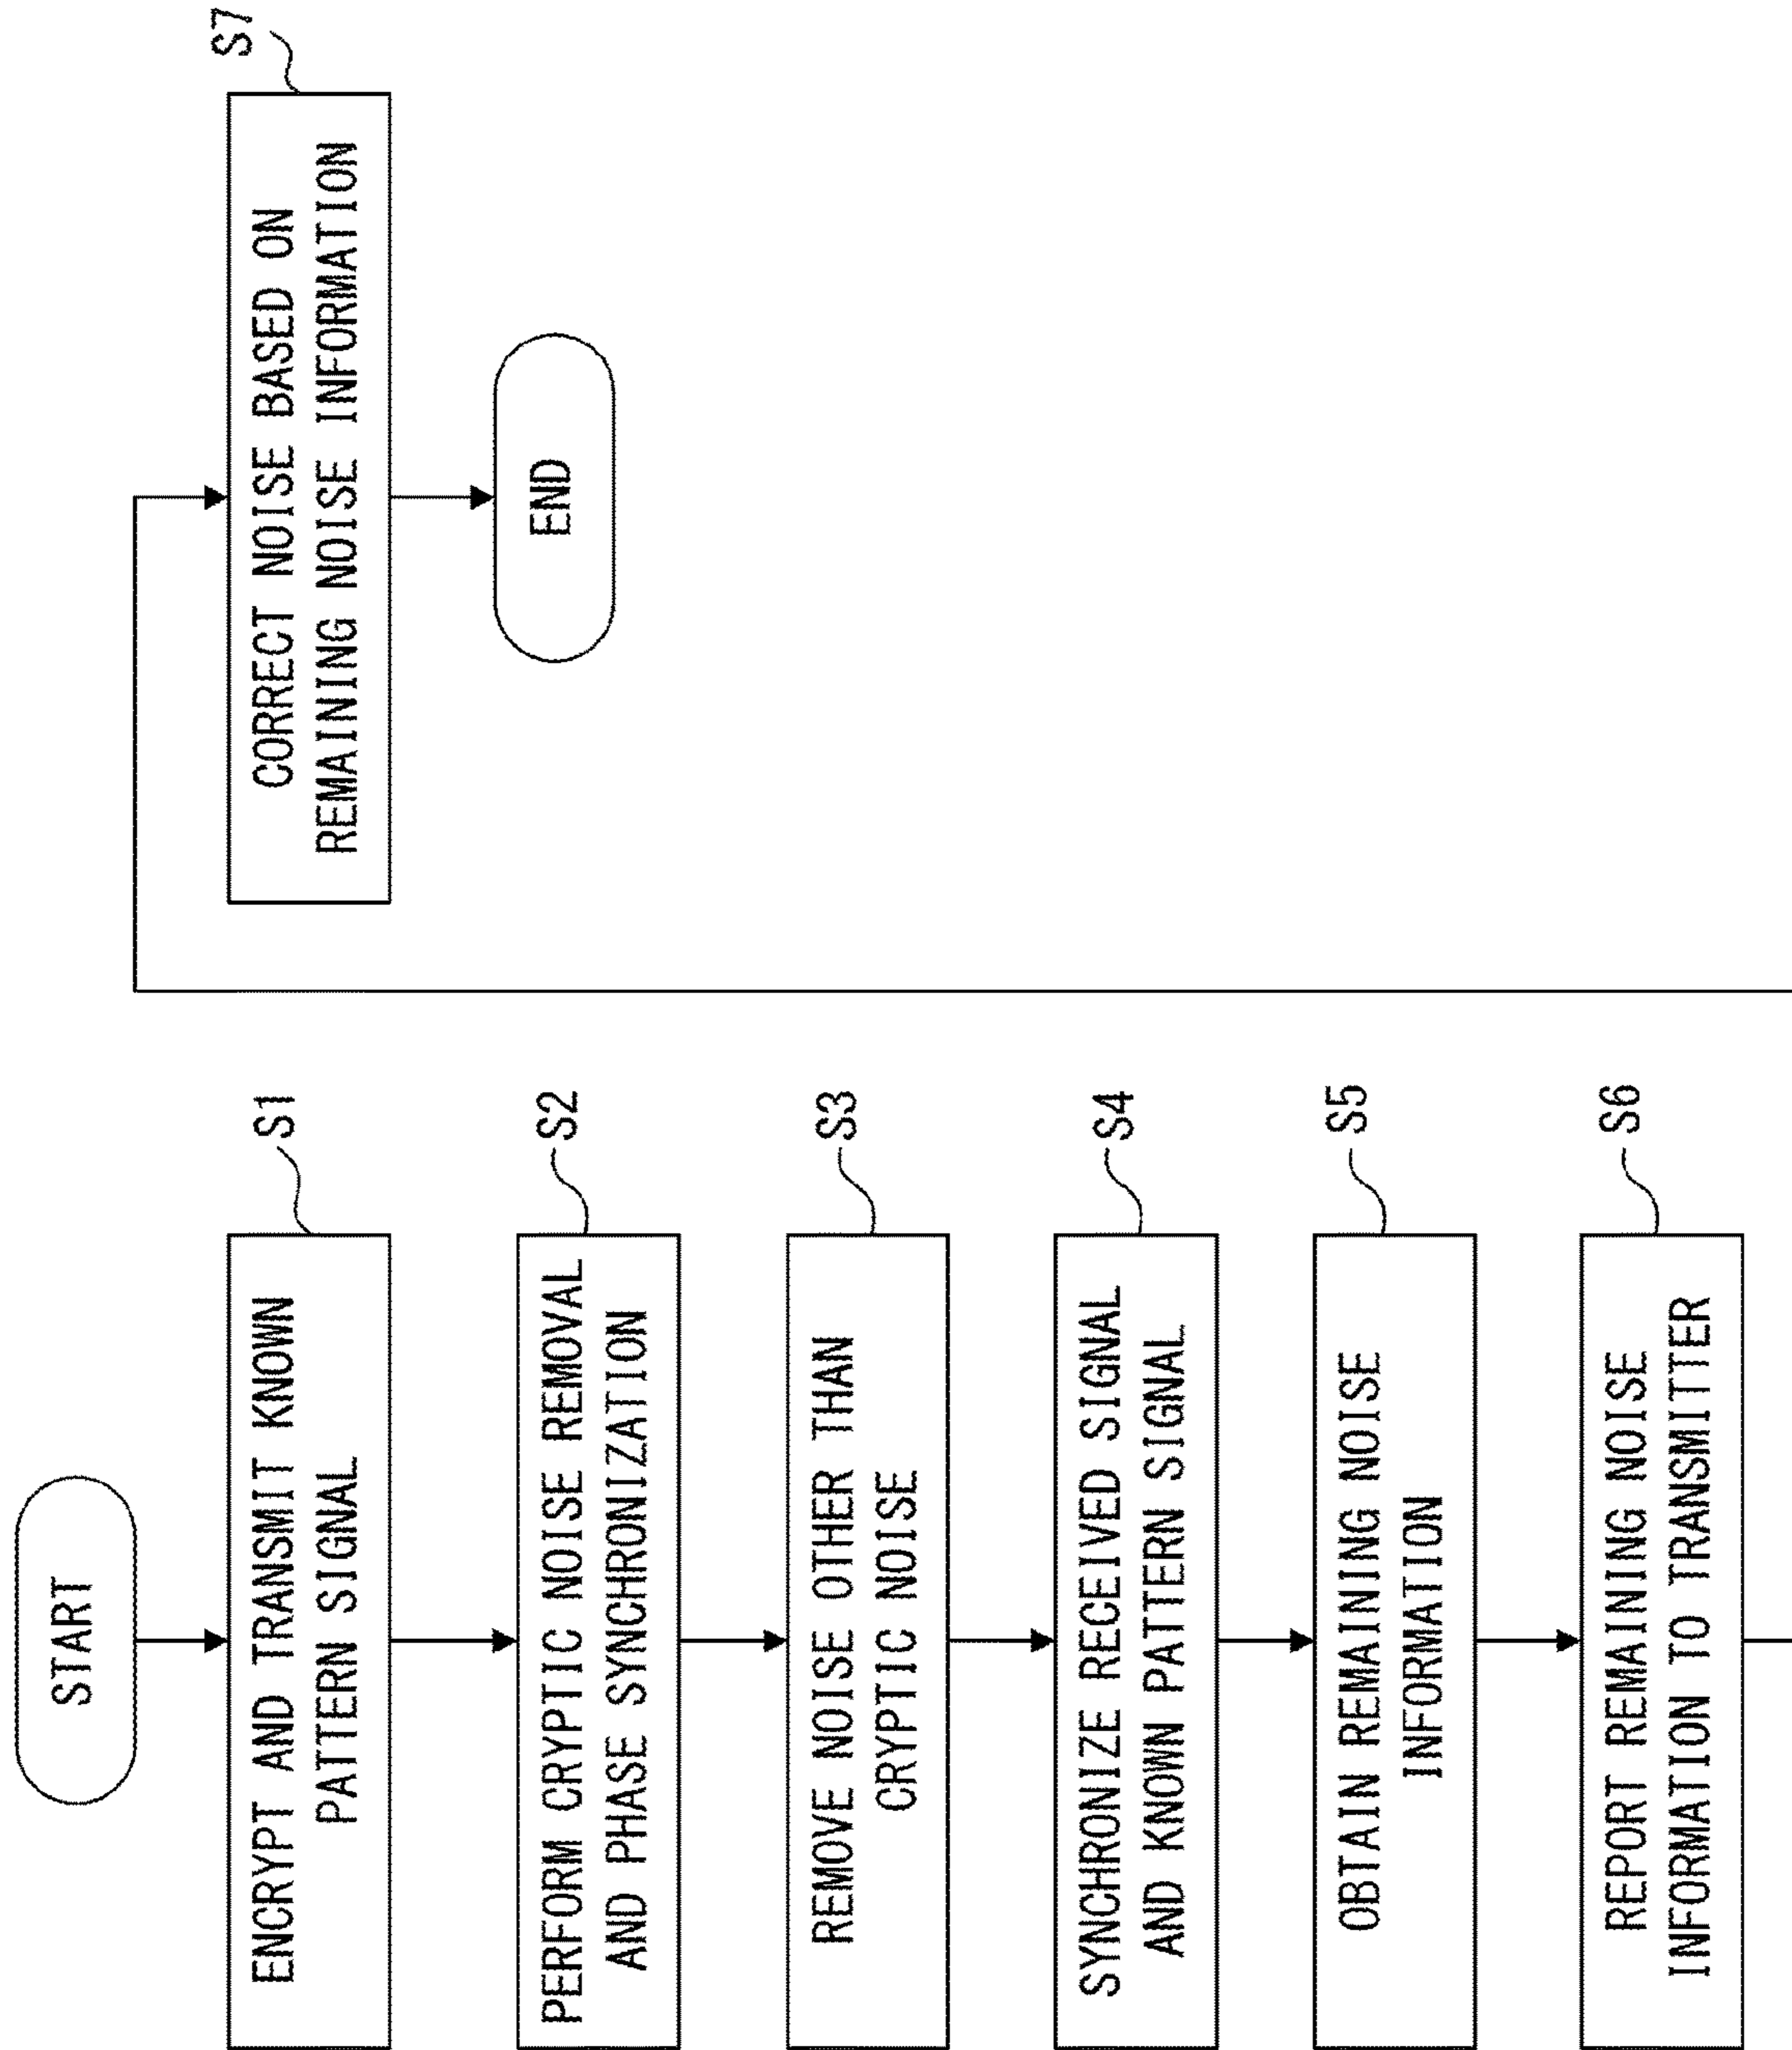 START
ENCRYPT AND TRANSMIT KNOWN
PATTERN SIGNAL
S1
PERFORM CRYPTIC NOISE REMOVAL
AND PHASE SYNCHRONIZATION
S2
REMOVE NOISE OTHER THAN
CRYPTIC NOISE
S3
SYNCHRONIZE RECEIVED SIGNAL
AND KNOWN PATTERN SIGNAL
S4
OBTAIN REMAINING NOISE
INFORMATION
S5
REPORT REMAINING NOISE
INFORMATION TO TRANSMITTER
S6
CORRECT NOISE BASED ON
REMAINING NOISE INFORMATION
S7
END